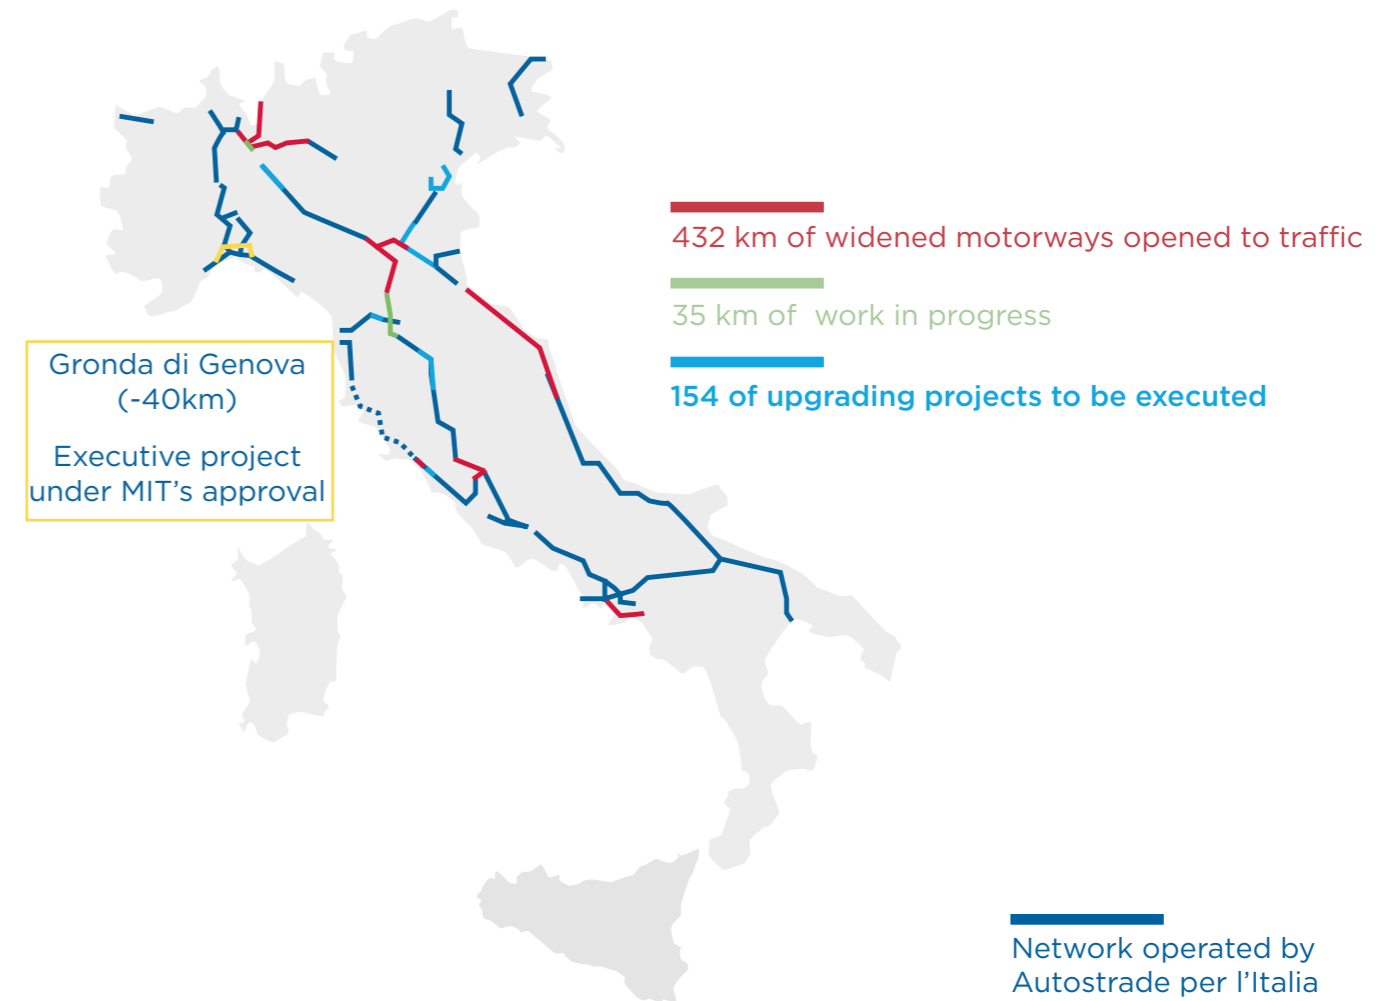 432 km of widened motorways opened to traffic
35 km of work in progress
154 of upgrading projects to be executed
Gronda di Genova
(-40km)
Executive project
under MIT's approval
Network operated by
Autostrade per l'Italia